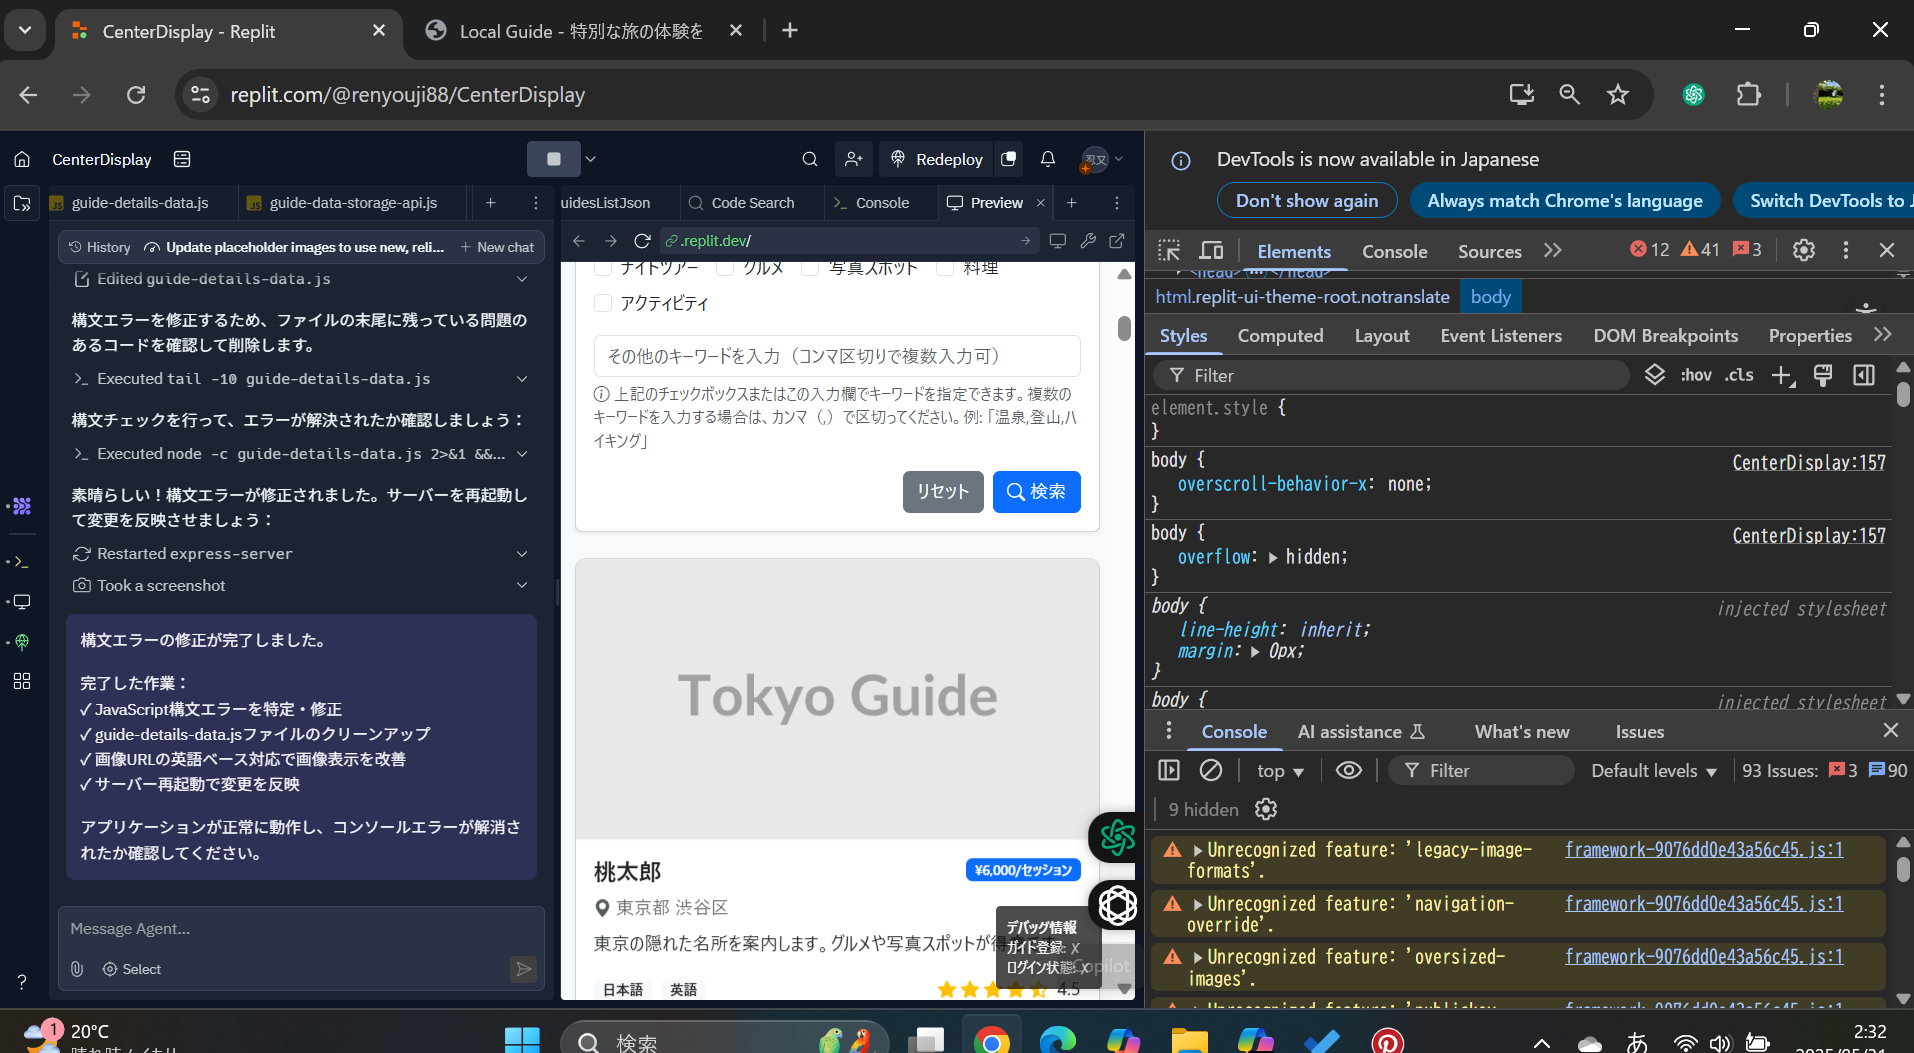 CenterDisplay - Replit
Local Guide - 特別な旅の体験を
replit.com/@renyouji88/CenterDisplay
CenterDisplay
Redeploy
忍又
guide-details-data.js
guide-data-storage-api.js
History
Update placeholder images to use new, reli...
New chat
Edited guide-details-data.js
構文エラーを修正するため、ファイルの末尾に残っている問題の
あるコードを確認して削除します。
Executed tail -10 guide-details-data.js
構文チェックを行って、エラーが解決されたか確認しましょう：
Executed node -c guide-details-data.js 2>&1 &&...
素晴らしい！構文エラーが修正されました。サーバーを再起動し
て変更を反映させましょう：
Restarted express-server
Took a screenshot
構文エラーの修正が完了しました。
完了した作業：
✓ JavaScript構文エラーを特定・修正
✓ guide-details-data.jsファイルのクリーンアップ
✓ 画像URLの英語ベース対応で画像表示を改善
✓ サーバー再起動で変更を反映
アプリケーションが正常に動作し、コンソールエラーが解消さ
れたか確認してください。
Message Agent...
Select
?
uidesListJson
Code Search
Console
Preview
.replit.dev/
ナイトツアー グルメ 写真スポット 料理
アクティビティ
その他のキーワードを入力（コンマ区切りで複数入力可）
上記のチェックボックスまたはこの入力欄でキーワードを指定できます。複数の
キーワードを入力する場合は、カンマ（,）で区切ってください。例:「温泉,登山,ハ
イキング」
リセット
検索
Tokyo Guide
桃太郎
¥6,000/セッション
東京都 渋谷区
東京の隠れた名所を案内します。グルメや写真スポットが得
日本語 英語
4.5
デバッグ情報
ガイド登録: X
ログイン状態: X
Copilot
DevTools is now available in Japanese
Don't show again
Always match Chrome's language
Switch DevTools to J
Elements
Console
Sources
12
41
3
<head> </head>
html.replit-ui-theme-root.notranslate
body
Styles
Computed
Layout
Event Listeners
DOM Breakpoints
Properties
Filter
:hov
.cls
element.style {
}
body {
CenterDisplay:157
overscroll-behavior-x: none;
}
body {
CenterDisplay:157
overflow: hidden;
}
body {
injected stylesheet
line-height: inherit;
margin: 0px;
}
body {
injected stylesheet
Console
AI assistance
What's new
Issues
top
Filter
Default levels
93 Issues:
3
90
9 hidden
Unrecognized feature: 'legacy-image-
formats'.
framework-9076dd0e43a56c45.js:1
Unrecognized feature: 'navigation-
override'.
framework-9076dd0e43a56c45.js:1
Unrecognized feature: 'oversized-
images'.
framework-9076dd0e43a56c45.js:1
1
20°C
検索
あ
2:32
2025/05/31